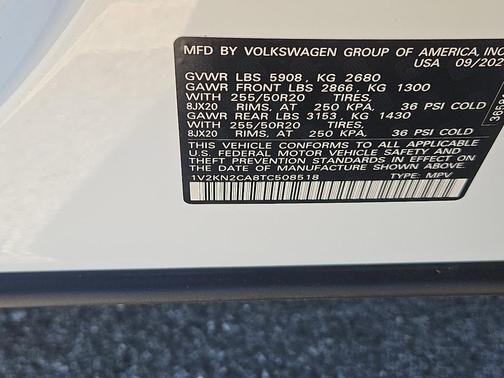 MFD BY VOLKSWAGEN GROUP OF AMERICA, INC
USA 09/202
GVWR LBS 5908, KG 2680
GAWR FRONT LBS 2866, KG 1300
WITH 255/50R20 TIRES,
8JX20 RIMS, AT 250 KPA, 36 PSI COLD
GAWR REAR LBS 3153, KG 1430
WITH 265/50R20 TIRES,
8JX20 RIMS, AT 250 KPA, 36 PSI COLD
THIS VEHICLE CONFORMS TO ALL APPLICABLE
U.S. FEDERAL MOTOR VEHICLE SAFETY AND
THEFT PREVENTION STANDARDS IN EFFECT ON
THE DATE OF MANUFACTURE SHOWN ABOVE
1V2KN2CA8TC508518 TYPE: MPV